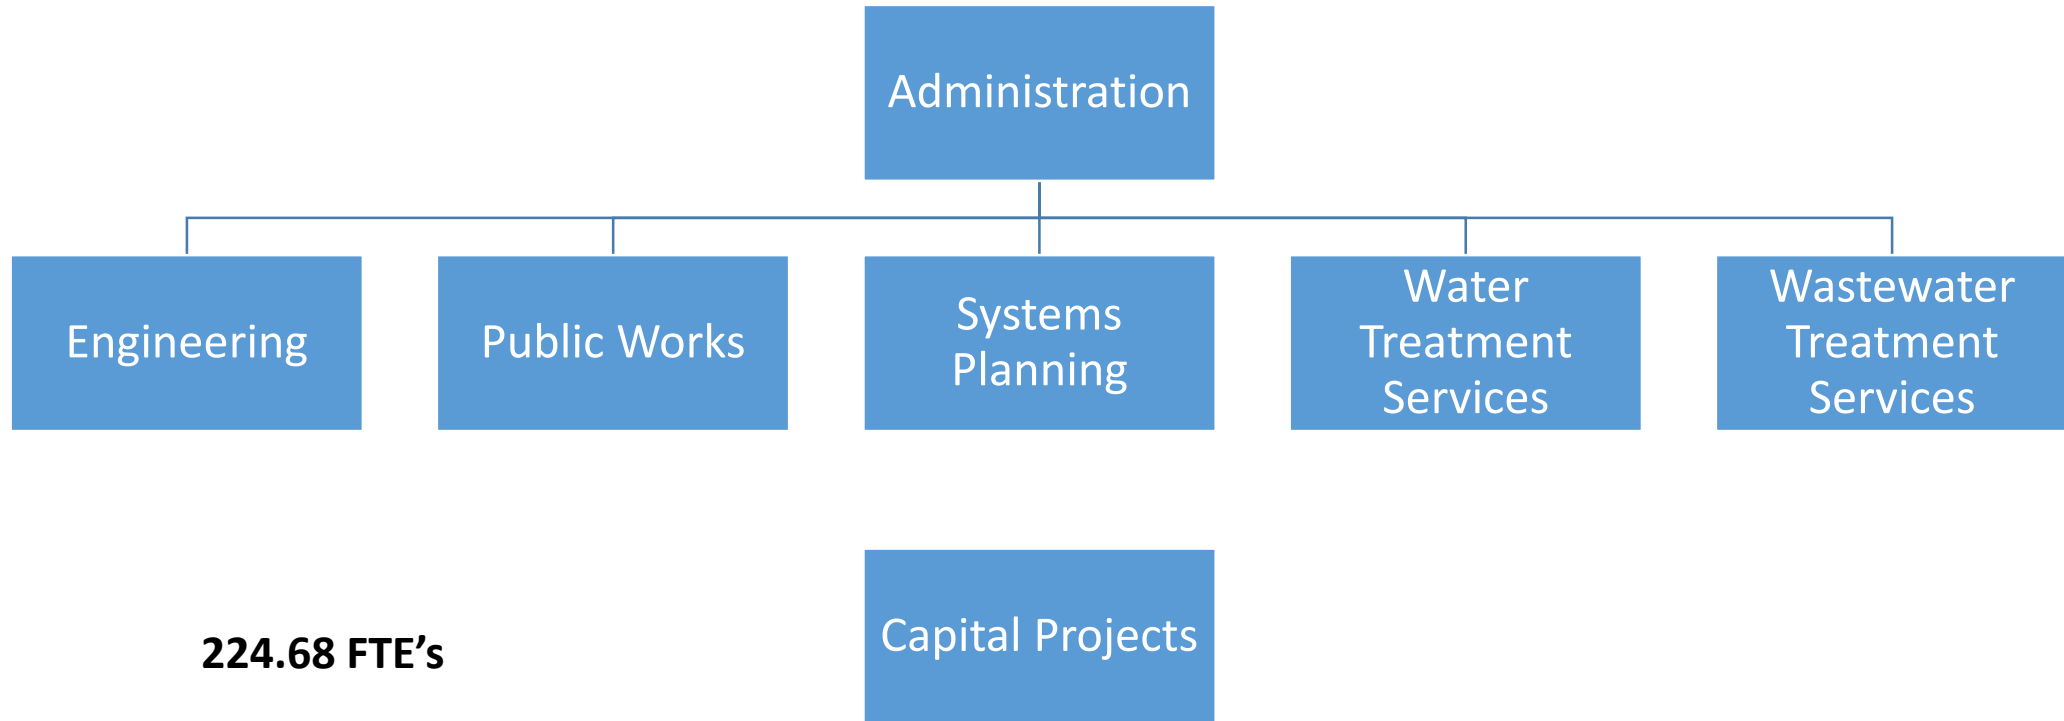 Administration
Engineering
Public Works
Systems
Planning
Water
Treatment
Services
Wastewater
Treatment
Services
Capital Projects
224.68 FTE’s